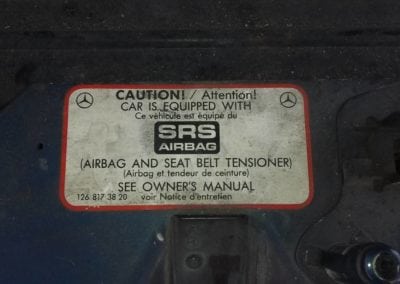 CAUTION! / Attention!
CAR IS EQUIPPED WITH
Ce véhicule est équipé du
SRS
AIRBAG
(AIRBAG AND SEAT BELT TENSIONER)
(Airbag et tendeur de ceinture)
SEE OWNER'S MANUAL
126 817 38 20 voir Notice d'entretien